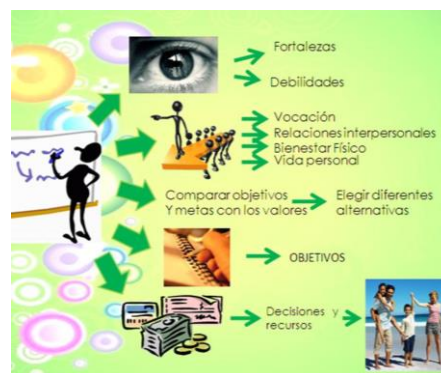 Fortalezas
Debilidades
Vocación
Relaciones interpersonales
Bienestar Físico
Vida personal
Comparar objetivos
Y metas con los valores
Elegir diferentes
alternativas
OBJETIVOS
Decisiones y
recursos